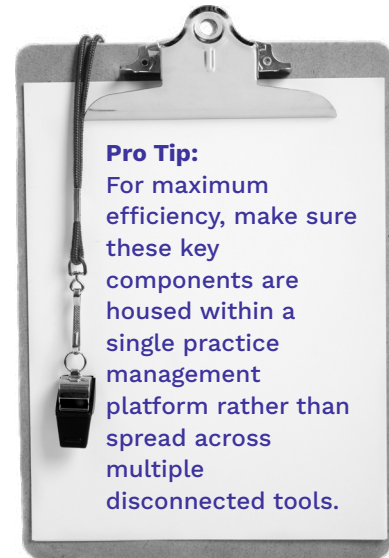 Pro Tip:
For maximum
efficiency, make sure
these key
components are
housed within a
single practice
management
platform rather than
spread across
multiple
disconnected tools.